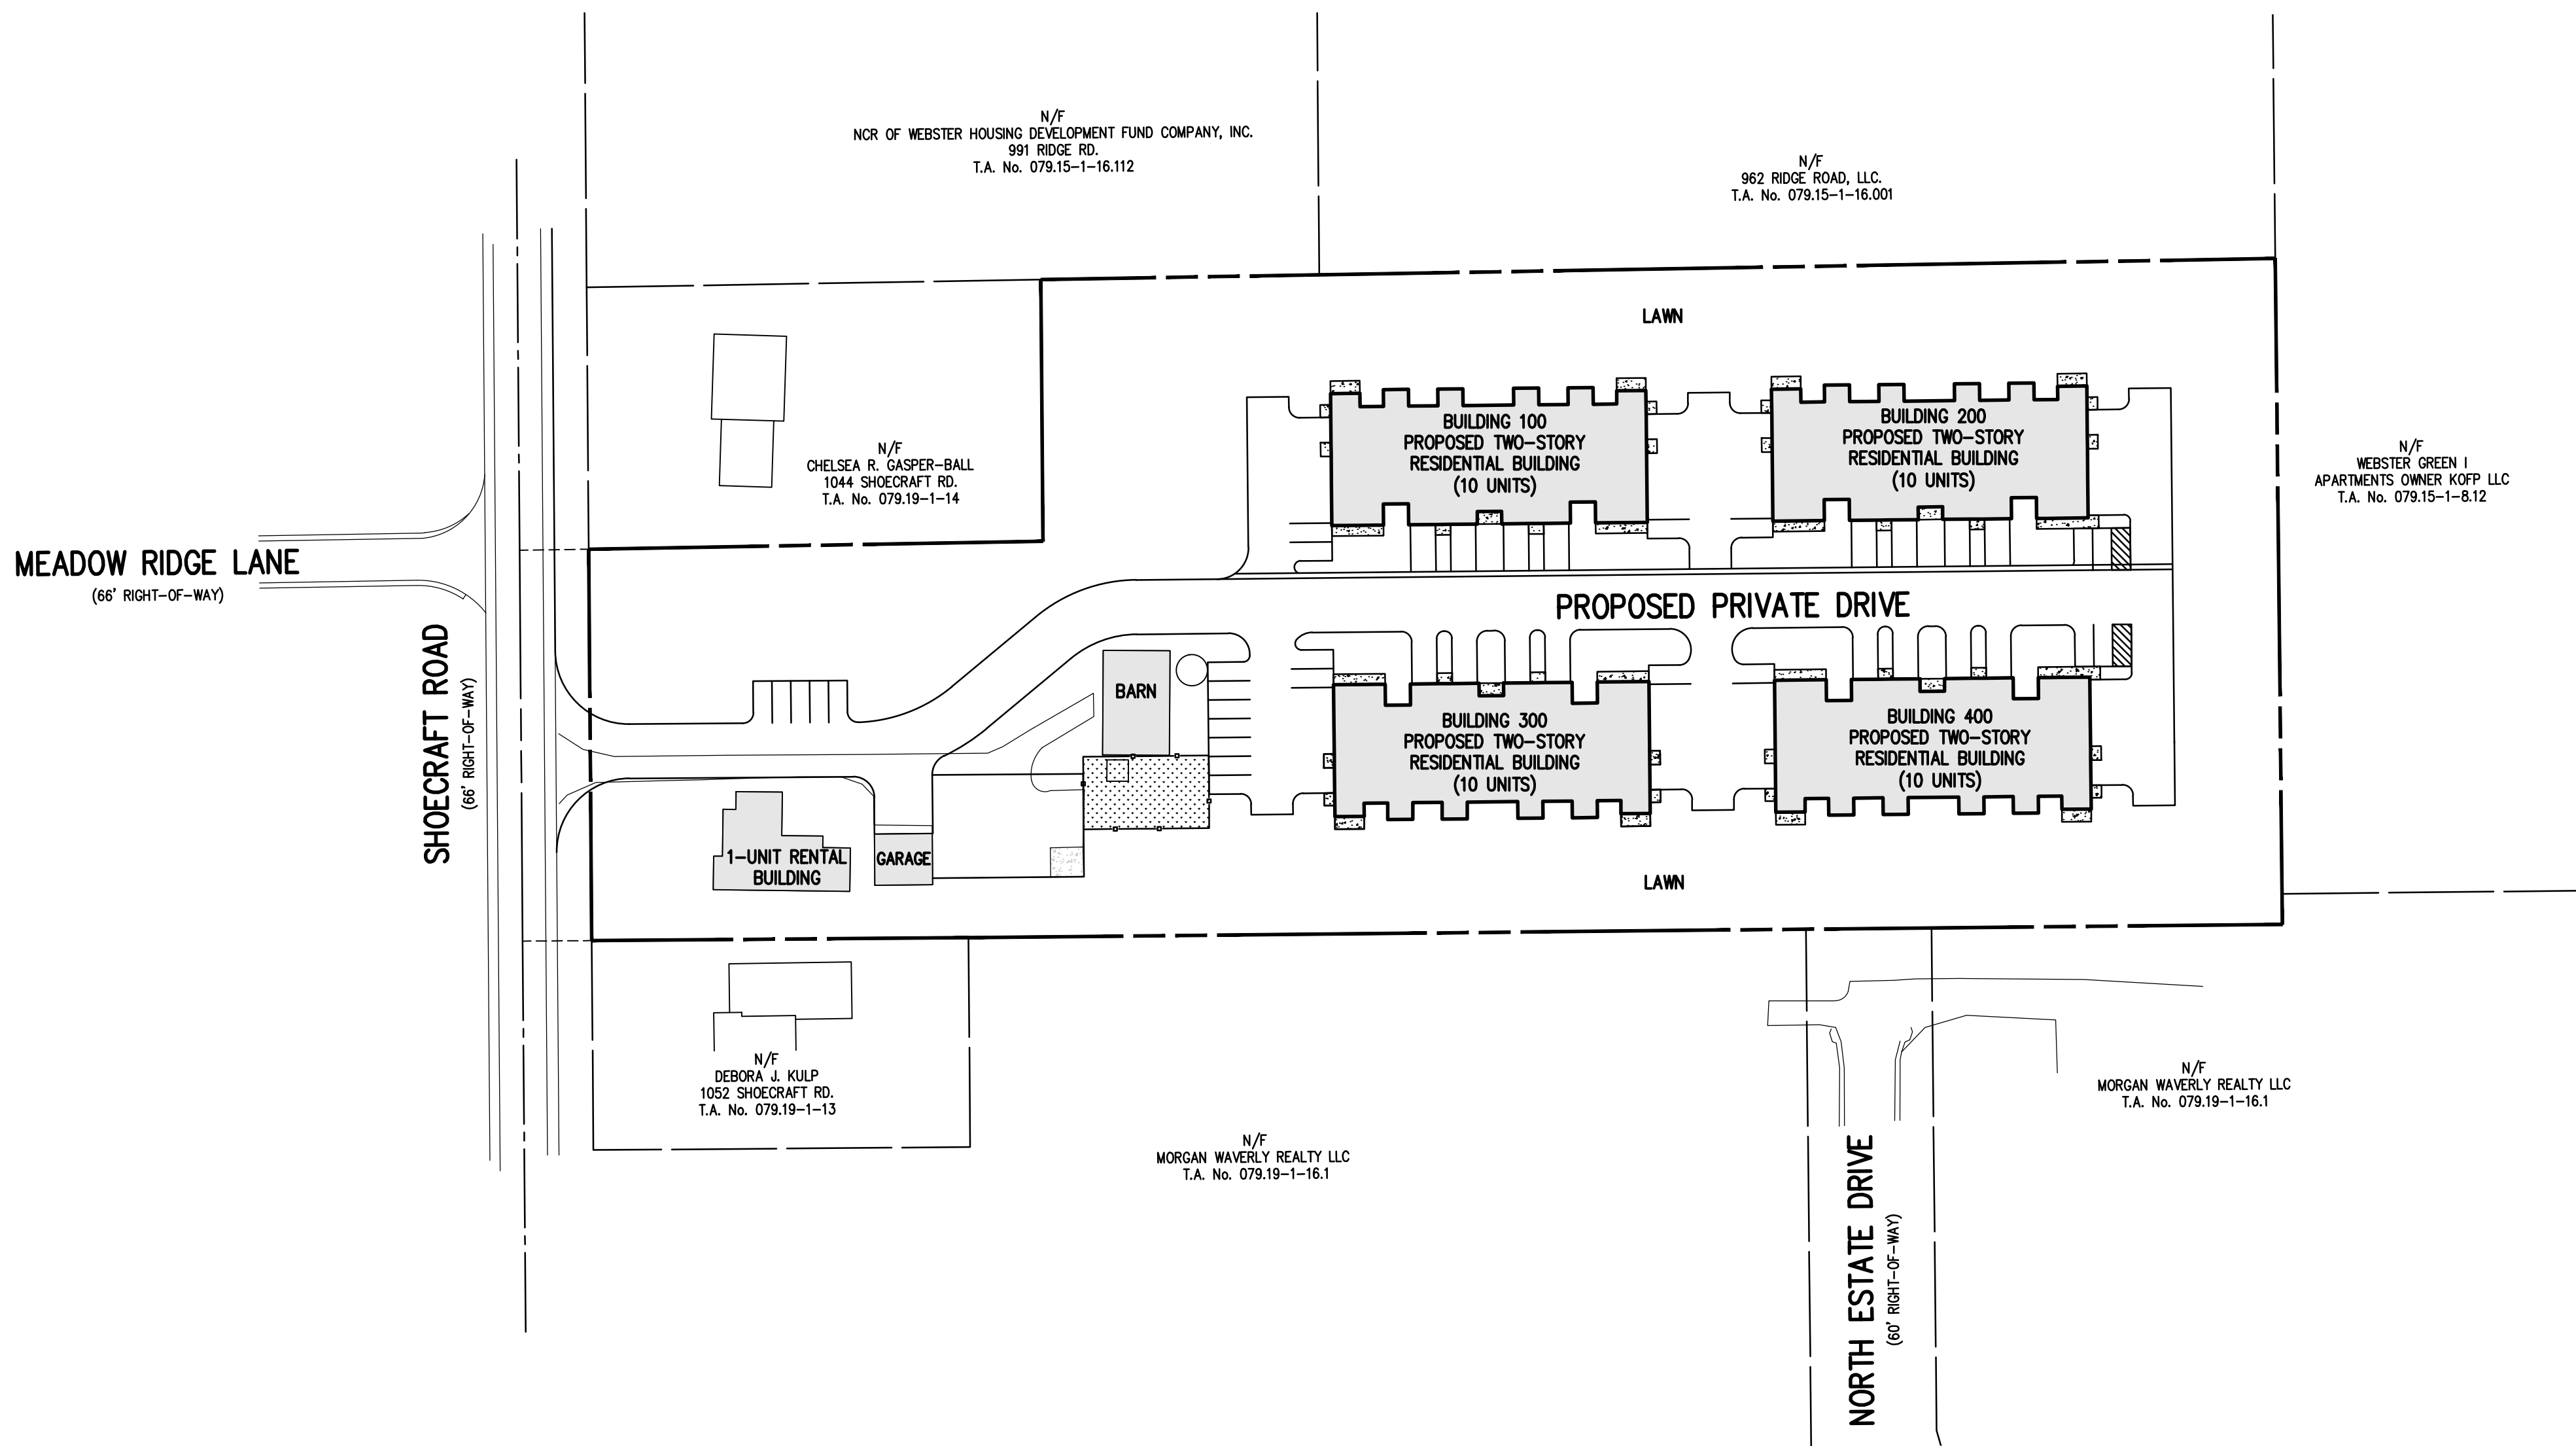 N/F
NCR OF WEBSTER HOUSING DEVELOPMENT FUND COMPANY, INC.
991 RIDGE RD.
T.A. No. 079.15-1-16.112
N/F
962 RIDGE ROAD, LLC.
T.A. No. 079.15-1-16.001
LAWN
N/F
CHELSEA R. GASPER-BALL
1044 SHOECRAFT RD.
T.A. No. 079.19-1-14
BUILDING 100
PROPOSED TWO-STORY
RESIDENTIAL BUILDING
(10 UNITS)
BUILDING 200
PROPOSED TWO-STORY
RESIDENTIAL BUILDING
(10 UNITS)
N/F
WEBSTER GREEN I
APARTMENTS OWNER KOFP LLC
T.A. No. 079.15-1-8.12
MEADOW RIDGE LANE
(66' RIGHT-OF-WAY)
PROPOSED PRIVATE DRIVE
SHOECRAFT ROAD
(66' RIGHT-OF-WAY)
BARN
BUILDING 300
PROPOSED TWO-STORY
RESIDENTIAL BUILDING
(10 UNITS)
BUILDING 400
PROPOSED TWO-STORY
RESIDENTIAL BUILDING
(10 UNITS)
1-UNIT RENTAL
BUILDING
GARAGE
LAWN
N/F
DEBORA J. KULP
1052 SHOECRAFT RD.
T.A. No. 079.19-1-13
N/F
MORGAN WAVERLY REALTY LLC
T.A. No. 079.19-1-16.1
N/F
MORGAN WAVERLY REALTY LLC
T.A. No. 079.19-1-16.1
NORTH ESTATE DRIVE
(60' RIGHT-OF-WAY)